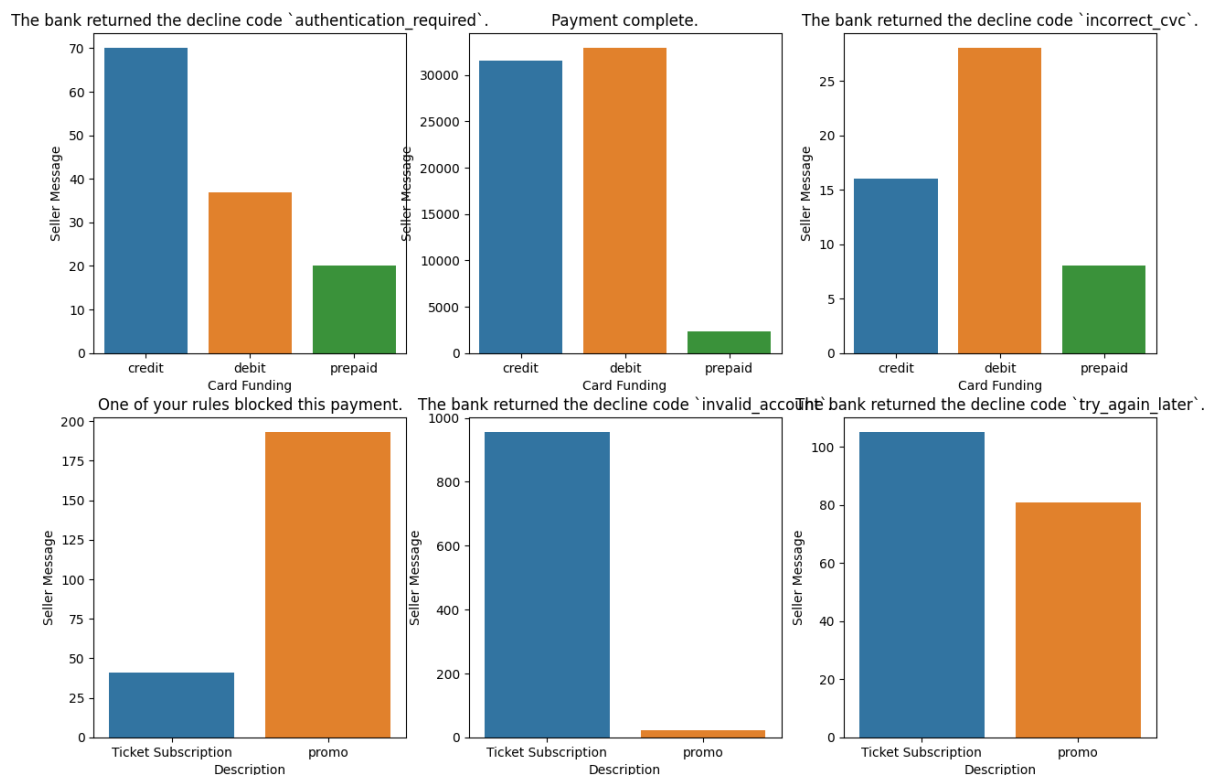 The bank returned the decline code `authentication_required`.
70
60
50
40
30
20
10
0
Seller Message
credit debit prepaid
Card Funding
Payment complete.
30000
25000
20000
15000
10000
5000
0
Seller Message
credit debit prepaid
Card Funding
The bank returned the decline code `incorrect_cvc`.
25
20
15
10
5
0
Seller Message
credit debit prepaid
Card Funding
One of your rules blocked this payment.
200
175
150
125
100
75
50
25
0
Seller Message
Ticket Subscription promo
Description
The bank returned the decline code `invalid_account`.
1000
800
600
400
200
0
Seller Message
Ticket Subscription promo
Description
The bank returned the decline code `try_again_later`.
100
80
60
40
20
0
Seller Message
Ticket Subscription promo
Description